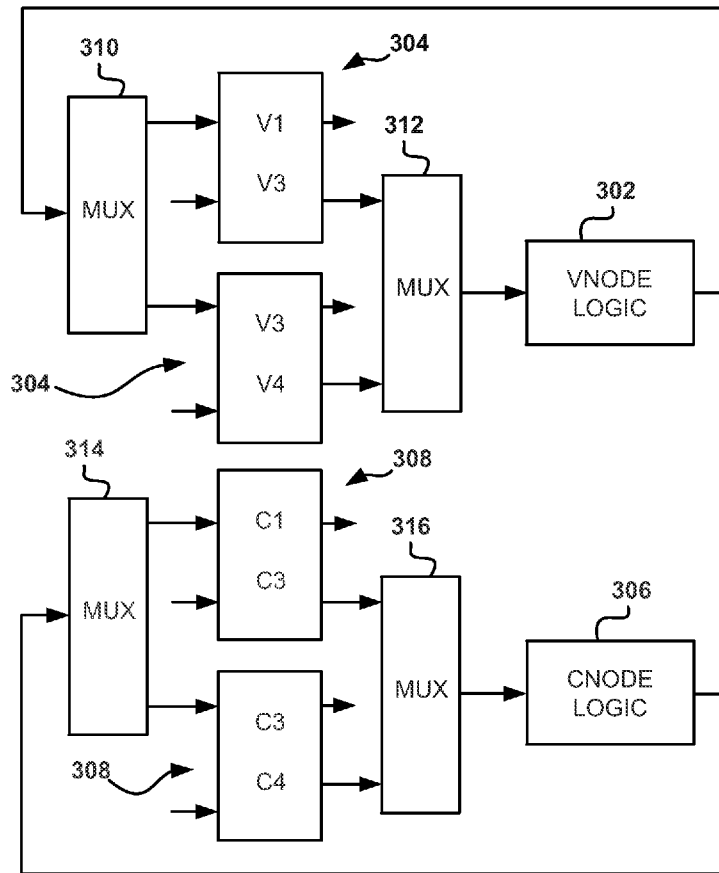 310
304
V1
312
V3
302
MUX
VNODE
MUX
LOGIC
V3
304
V4
314
308
C1
316
C3
306
MUX
CNODE
MUX
LOGIC
C3
308
C4